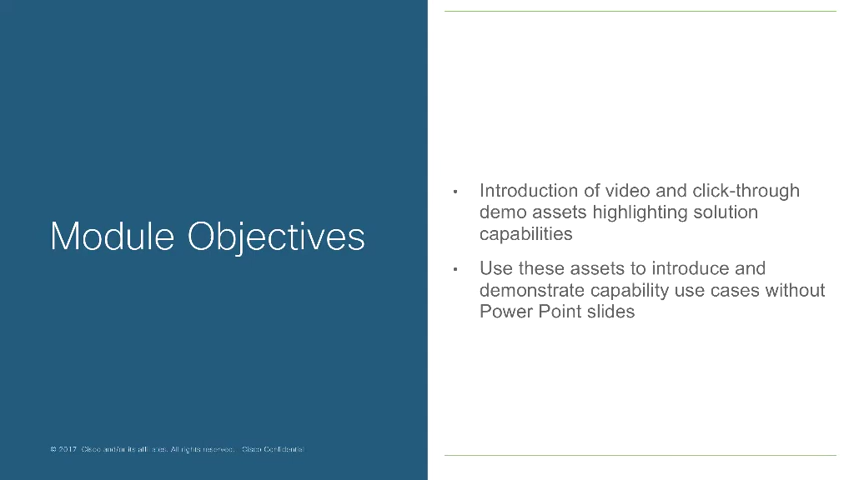 Module Objectives
• Introduction of video and click-through
demo assets highlighting solution
capabilities
• Use these assets to introduce and
demonstrate capability use cases without
Power Point slides
© 2017 Cisco and/or its affiliates. All rights reserved. Cisco Confidential